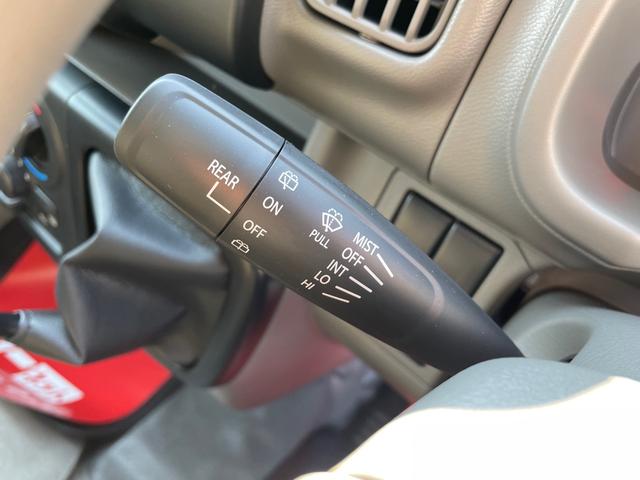 REAR
ON
OFF
PULL
MIST
OFF
INT
LO
HI